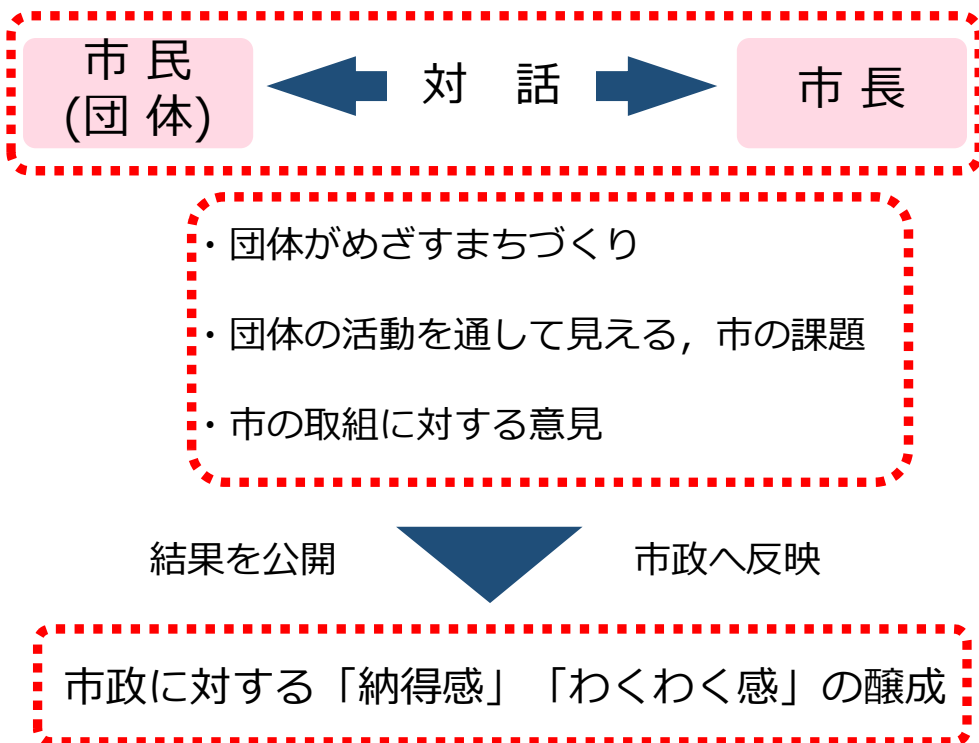 市 民
(団 体)
対 話
市 長
・団体がめざすまちづくり
・団体の活動を通して見える，市の課題
・市の取組に対する意見
結果を公開
市政へ反映
市政に対する「納得感」「わくわく感」の醸成